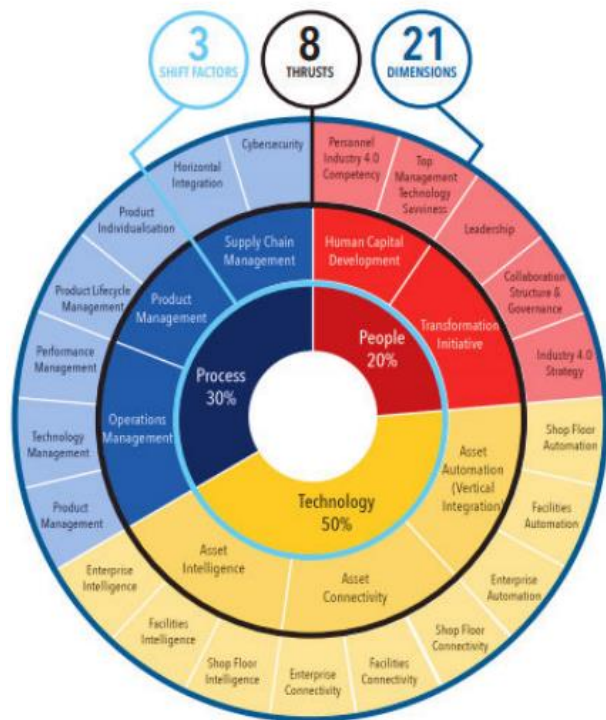 3
SHIFT FACTORS
8
THRUSTS
21
DIMENSIONS
Cybersecurity
Horizontal
Integration
Product
Individualisation
Product Lifecycle
Management
Performance
Management
Technology
Management
Product
Management
Personnel
Industry 4.0
Competency
Top
Management
Technology
Savviness
Leadership
Collaboration
Structure &
Governance
Industry 4.0
Strategy
Supply Chain
Management
Product
Management
Operations
Management
Human Capital
Development
Transformation
Initiative
Process
30%
People
20%
Technology
50%
Asset
Automation
(Vertical
Integration)
Asset
Intelligence
Asset
Connectivity
Shop Floor
Automation
Facilities
Automation
Enterprise
Automation
Shop Floor
Connectivity
Facilities
Connectivity
Enterprise
Connectivity
Shop Floor
Intelligence
Facilities
Intelligence
Enterprise
Intelligence